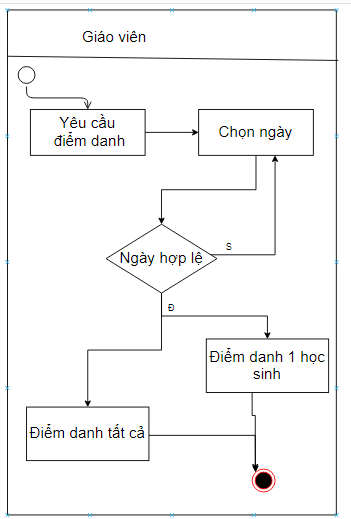 Giáo viên
Yêu cầu
điểm danh
Chọn ngày
Ngày hợp lệ
S
Đ
Điểm danh 1 học
sinh
Điểm danh tất cả